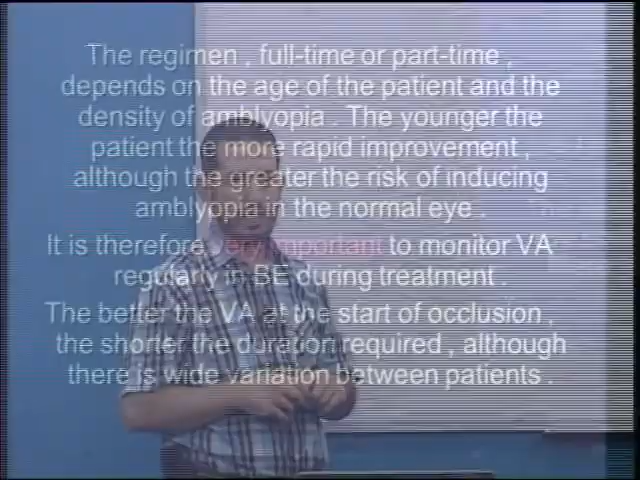 The regimen , full-time or part-time ,
depends on the age of the patient and the
density of amblyopia . The younger the
patient the more rapid improvement ,
although the greater the risk of inducing
amblyopia in the normal eye .
It is therefore very important to monitor VA
regularly in BE during treatment .
The better the VA at the start of occlusion ,
the shorter the duration required , although
there is wide variation between patients .